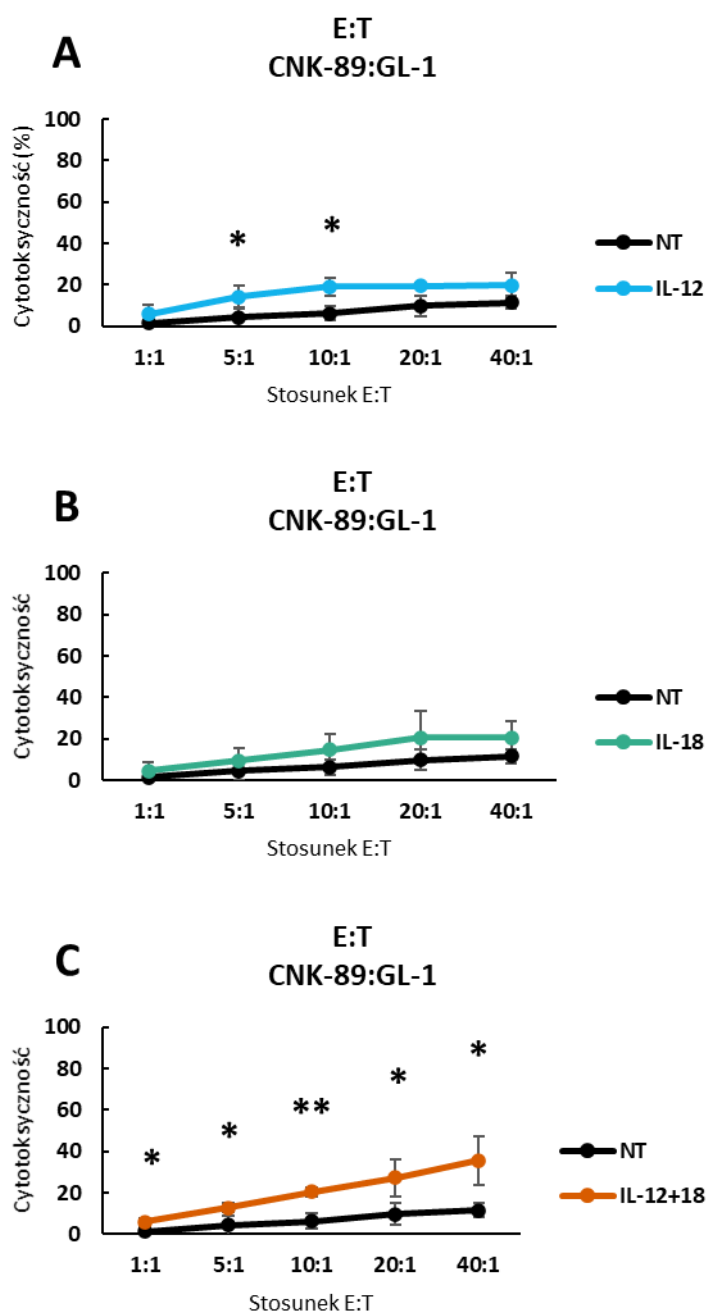 A
E:T
CNK-89:GL-1
Cytotoksyczność (%)
100
80
60
40
20
0
*
*
NT
IL-12
1:1 5:1 10:1 20:1 40:1
Stosunek E:T
B
E:T
CNK-89:GL-1
Cytotoksyczność
100
80
60
40
20
0
NT
IL-18
1:1 5:1 10:1 20:1 40:1
Stosunek E:T
C
E:T
CNK-89:GL-1
Cytotoksyczność
100
80
60
40
20
0
*
*
**
*
*
NT
IL-12+18
1:1 5:1 10:1 20:1 40:1
Stosunek E:T